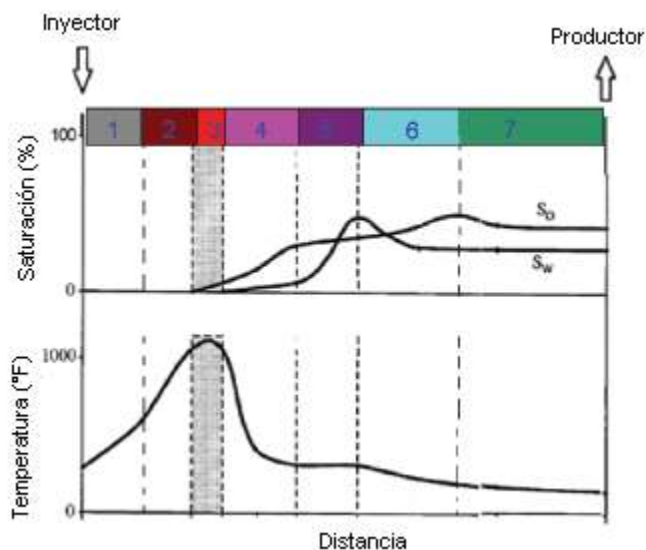 Inyector
Productor
1 2 3 4 5 6 7
100
Saturación (%)
So
Sw
0
1000
Temperatura (°F)
0
Distancia